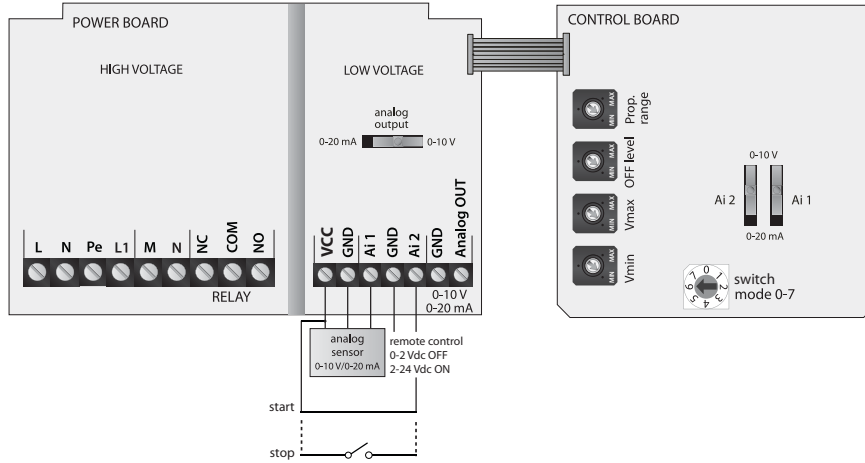 POWER BOARD
HIGH VOLTAGE
LOW VOLTAGE
analog
output
0-20 mA
0-10 V
L
N
Pe
L1
M
N
NC
COM
NO
RELAY
VCC
GND
Ai 1
GND
Ai 2
GND
Analog OUT
0-10 V
0-20 mA
analog
sensor
0-10 V/0-20 mA
remote control
0-2 Vdc OFF
2-24 Vdc ON
start
stop
CONTROL BOARD
MIN MAX
Prop.
range
MIN MAX
OFF level
MIN MAX
Vmax
MIN MAX
Vmin
0-10 V
Ai 2
Ai 1
0-20 mA
0 1 2 3 4 5 6 7
switch
mode 0-7